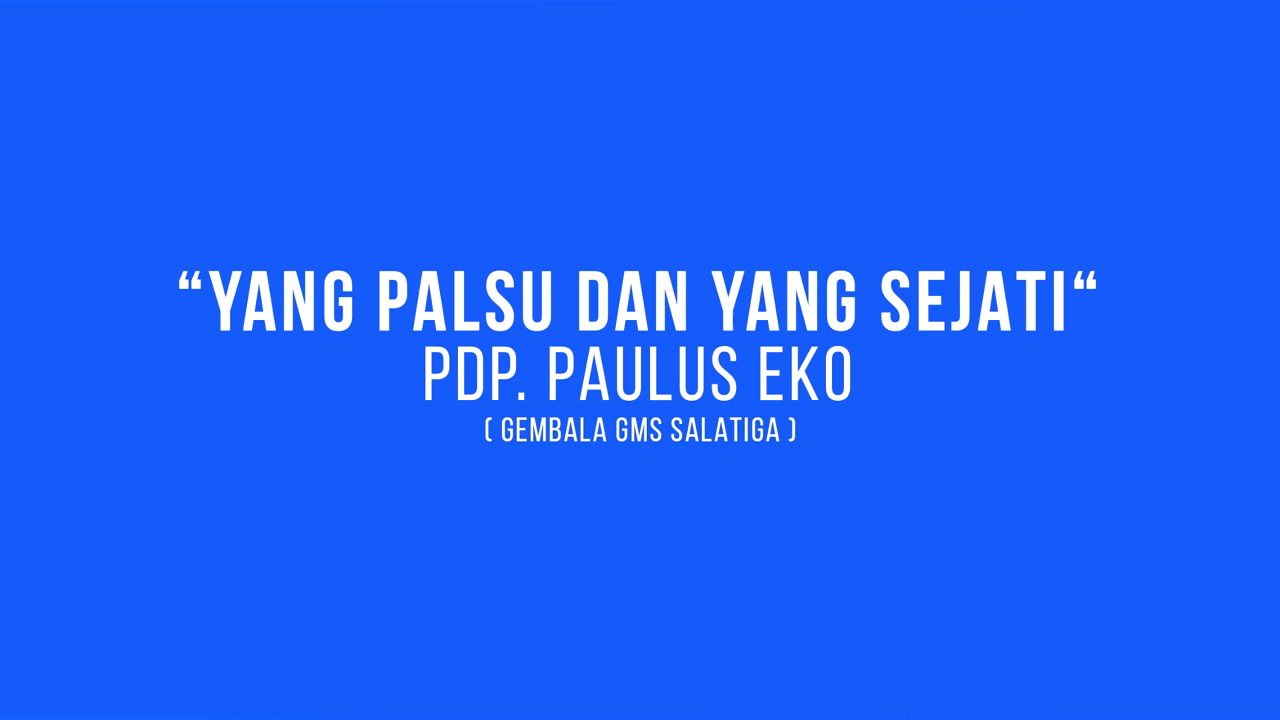 “YANG PALSU DAN YANG SEJATI“
PDP. PAULUS EKO
( GEMBALA GMS SALATIGA )